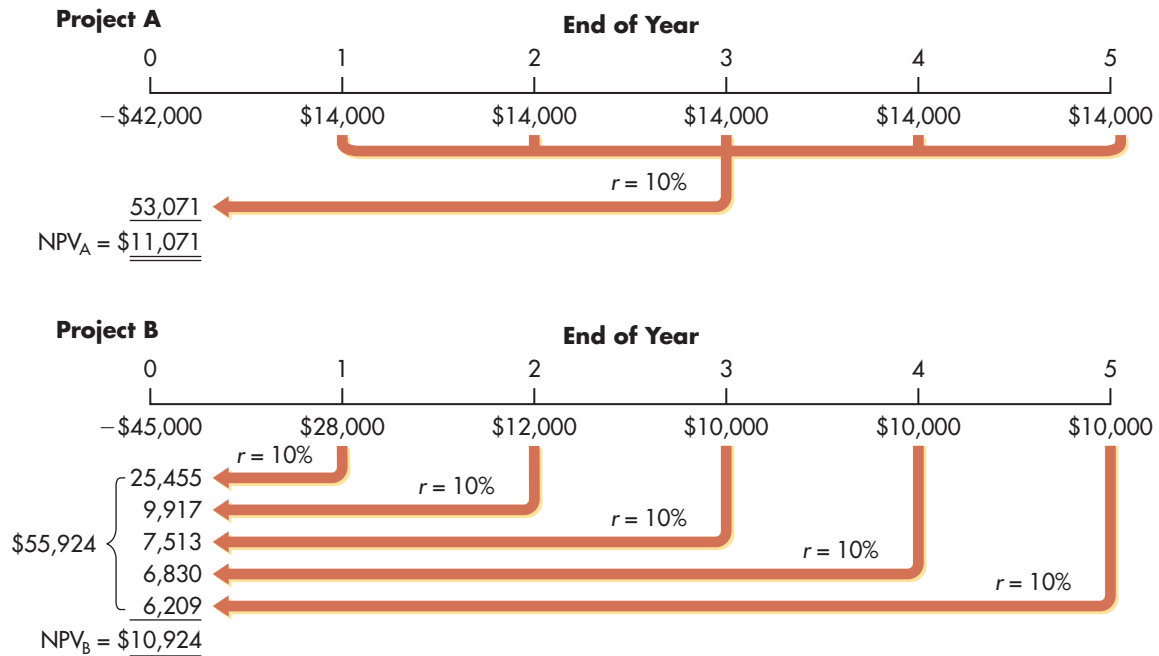 Project A
End of Year
0 1 2 3 4 5
−$42,000 $14,000 $14,000 $14,000 $14,000 $14,000
r = 10%
53,071
NPVA = $11,071
Project B
End of Year
0 1 2 3 4 5
−$45,000 $28,000 $12,000 $10,000 $10,000 $10,000
r = 10%
25,455
r = 10%
9,917
r = 10%
$55,924 7,513
r = 10%
6,830
r = 10%
6,209
NPVB = $10,924